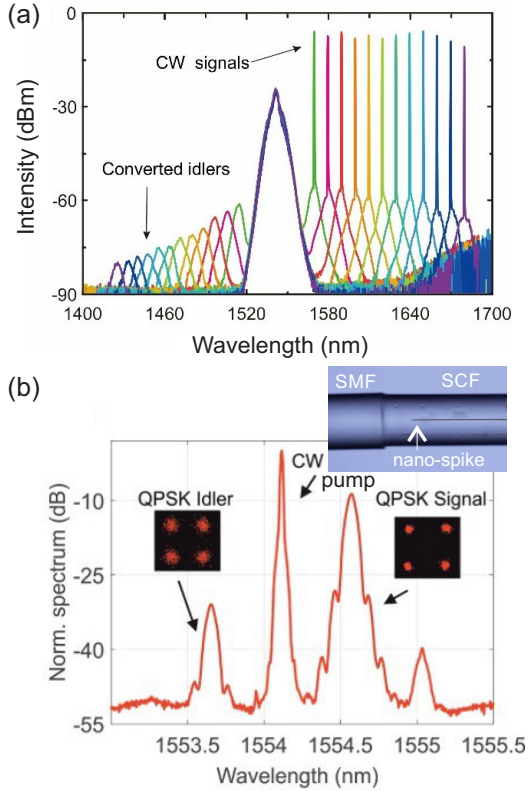 (a)
0
-30
-60
-90
Intensity (dBm)
CW signals
Converted idlers
1400
1460
1520
1580
1640
1700
Wavelength (nm)
(b)
SMF
SCF
nano-spike
CW
pump
QPSK Idler
QPSK Signal
-10
-25
-40
-55
Norm. spectrum (dB)
1553.5
1554
1554.5
1555
1555.5
Wavelength (nm)